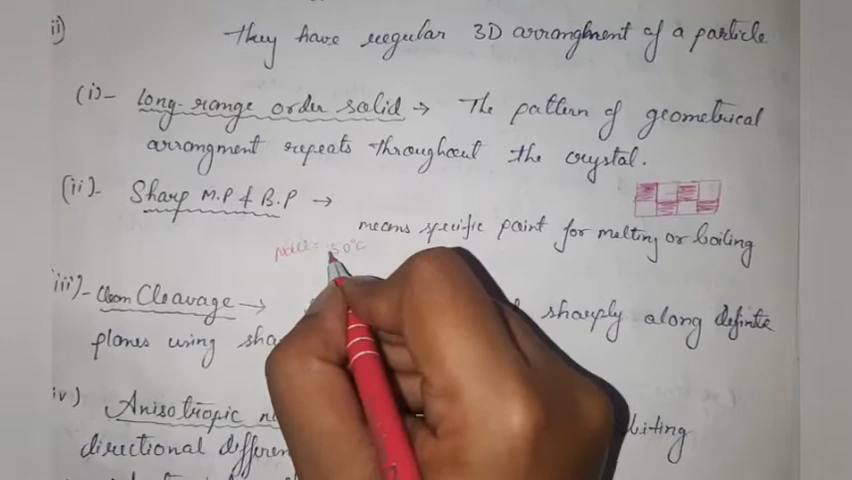 ii)
They have regular 3D arrangment of a particle
(i)- Long-range order solid → The pattern of geometrical
arrangment repeats throughout the crystal.
(ii)- Sharp M.P & B.P →
means specific point for melting or boiling
50°C
iii)- Clean Cleavage → sharply along definite
planes using
iv) Anisotropic
directional